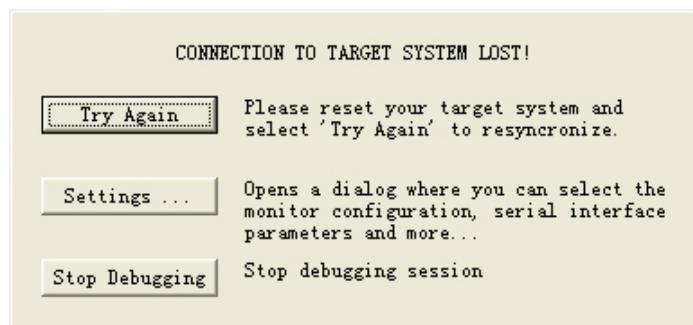 CONNECTION TO TARGET SYSTEM LOST!
Try Again
Please reset your target system and
select 'Try Again' to resyncronize.
Settings ...
Opens a dialog where you can select the
monitor configuration, serial interface
parameters and more...
Stop Debugging
Stop debugging session